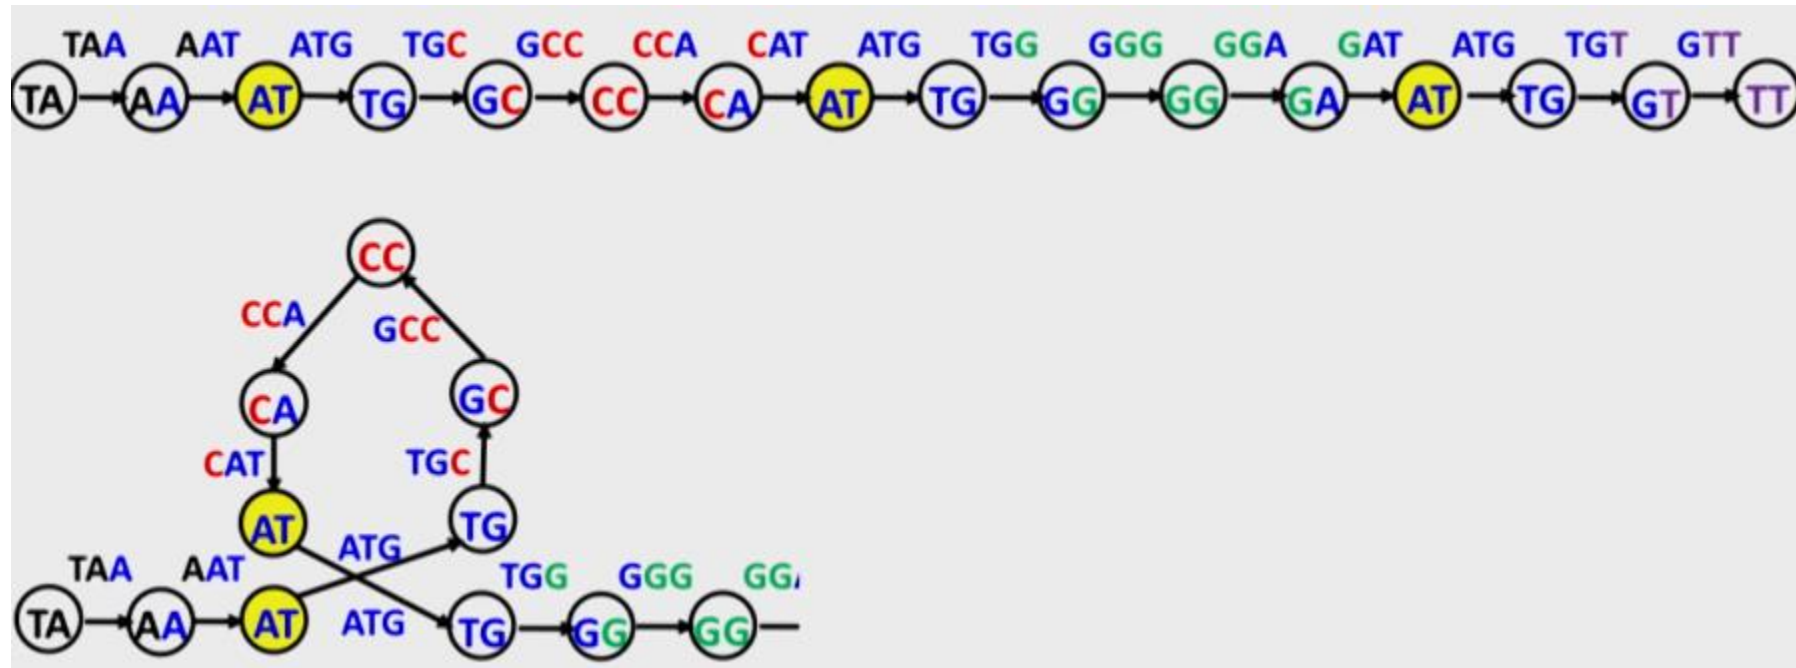 TAA AAT ATG TGC GCC CCA CAT ATG TGG GGG GGA GAT ATG TGT GTT
TA AA AT TG GC CC CA AT TG GG GG GA AT TG GT TT
CC
CCA GCC
CA GC
CAT TGC
AT TG
ATG
TAA AAT TGG GGG GG
TA AA AT ATG TG GG GG